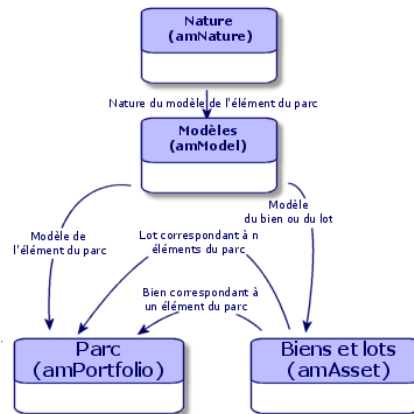 Nature
(amNature)
Nature du modèle de l'élément du parc
Modèles
(amModel)
Modèle
du bien ou du lot
Modèle de
l'élément du parc
Lot correspondant à n
éléments du parc
Bien correspondant à
un élément du parc
Parc
(amPortfolio)
Biens et lots
(amAsset)